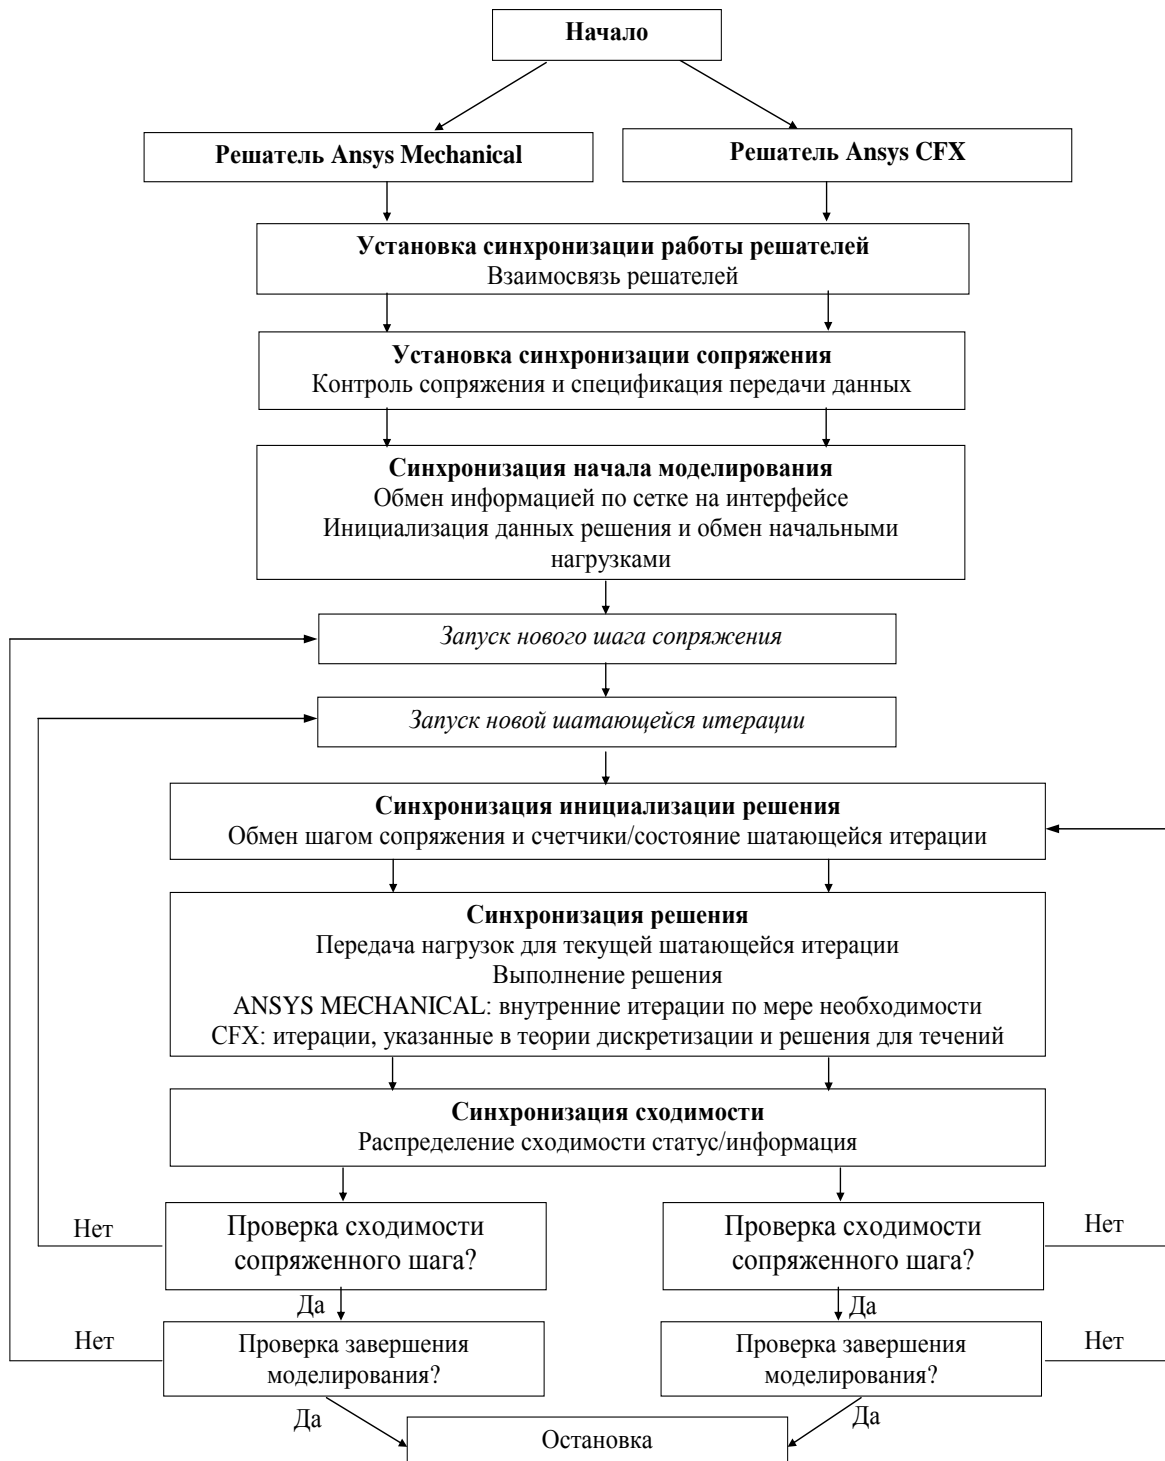 Начало
Решатель Ansys Mechanical
Решатель Ansys CFX
Установка синхронизации работы решателей
Взаимосвязь решателей
Установка синхронизации сопряжения
Контроль сопряжения и спецификация передачи данных
Синхронизация начала моделирования
Обмен информацией по сетке на интерфейсе
Инициализация данных решения и обмен начальными
нагрузками
Запуск нового шага сопряжения
Запуск новой шатающейся итерации
Синхронизация инициализации решения
Обмен шагом сопряжения и счетчики/состояние шатающейся итерации
Синхронизация решения
Передача нагрузок для текущей шатающейся итерации
Выполнение решения
ANSYS MECHANICAL: внутренние итерации по мере необходимости
CFX: итерации, указанные в теории дискретизации и решения для течений
Синхронизация сходимости
Распределение сходимости статус/информация
Нет
Проверка сходимости
сопряженного шага?
Проверка сходимости
сопряженного шага?
Нет
Да
Да
Нет
Проверка завершения
моделирования?
Проверка завершения
моделирования?
Нет
Да
Да
Остановка